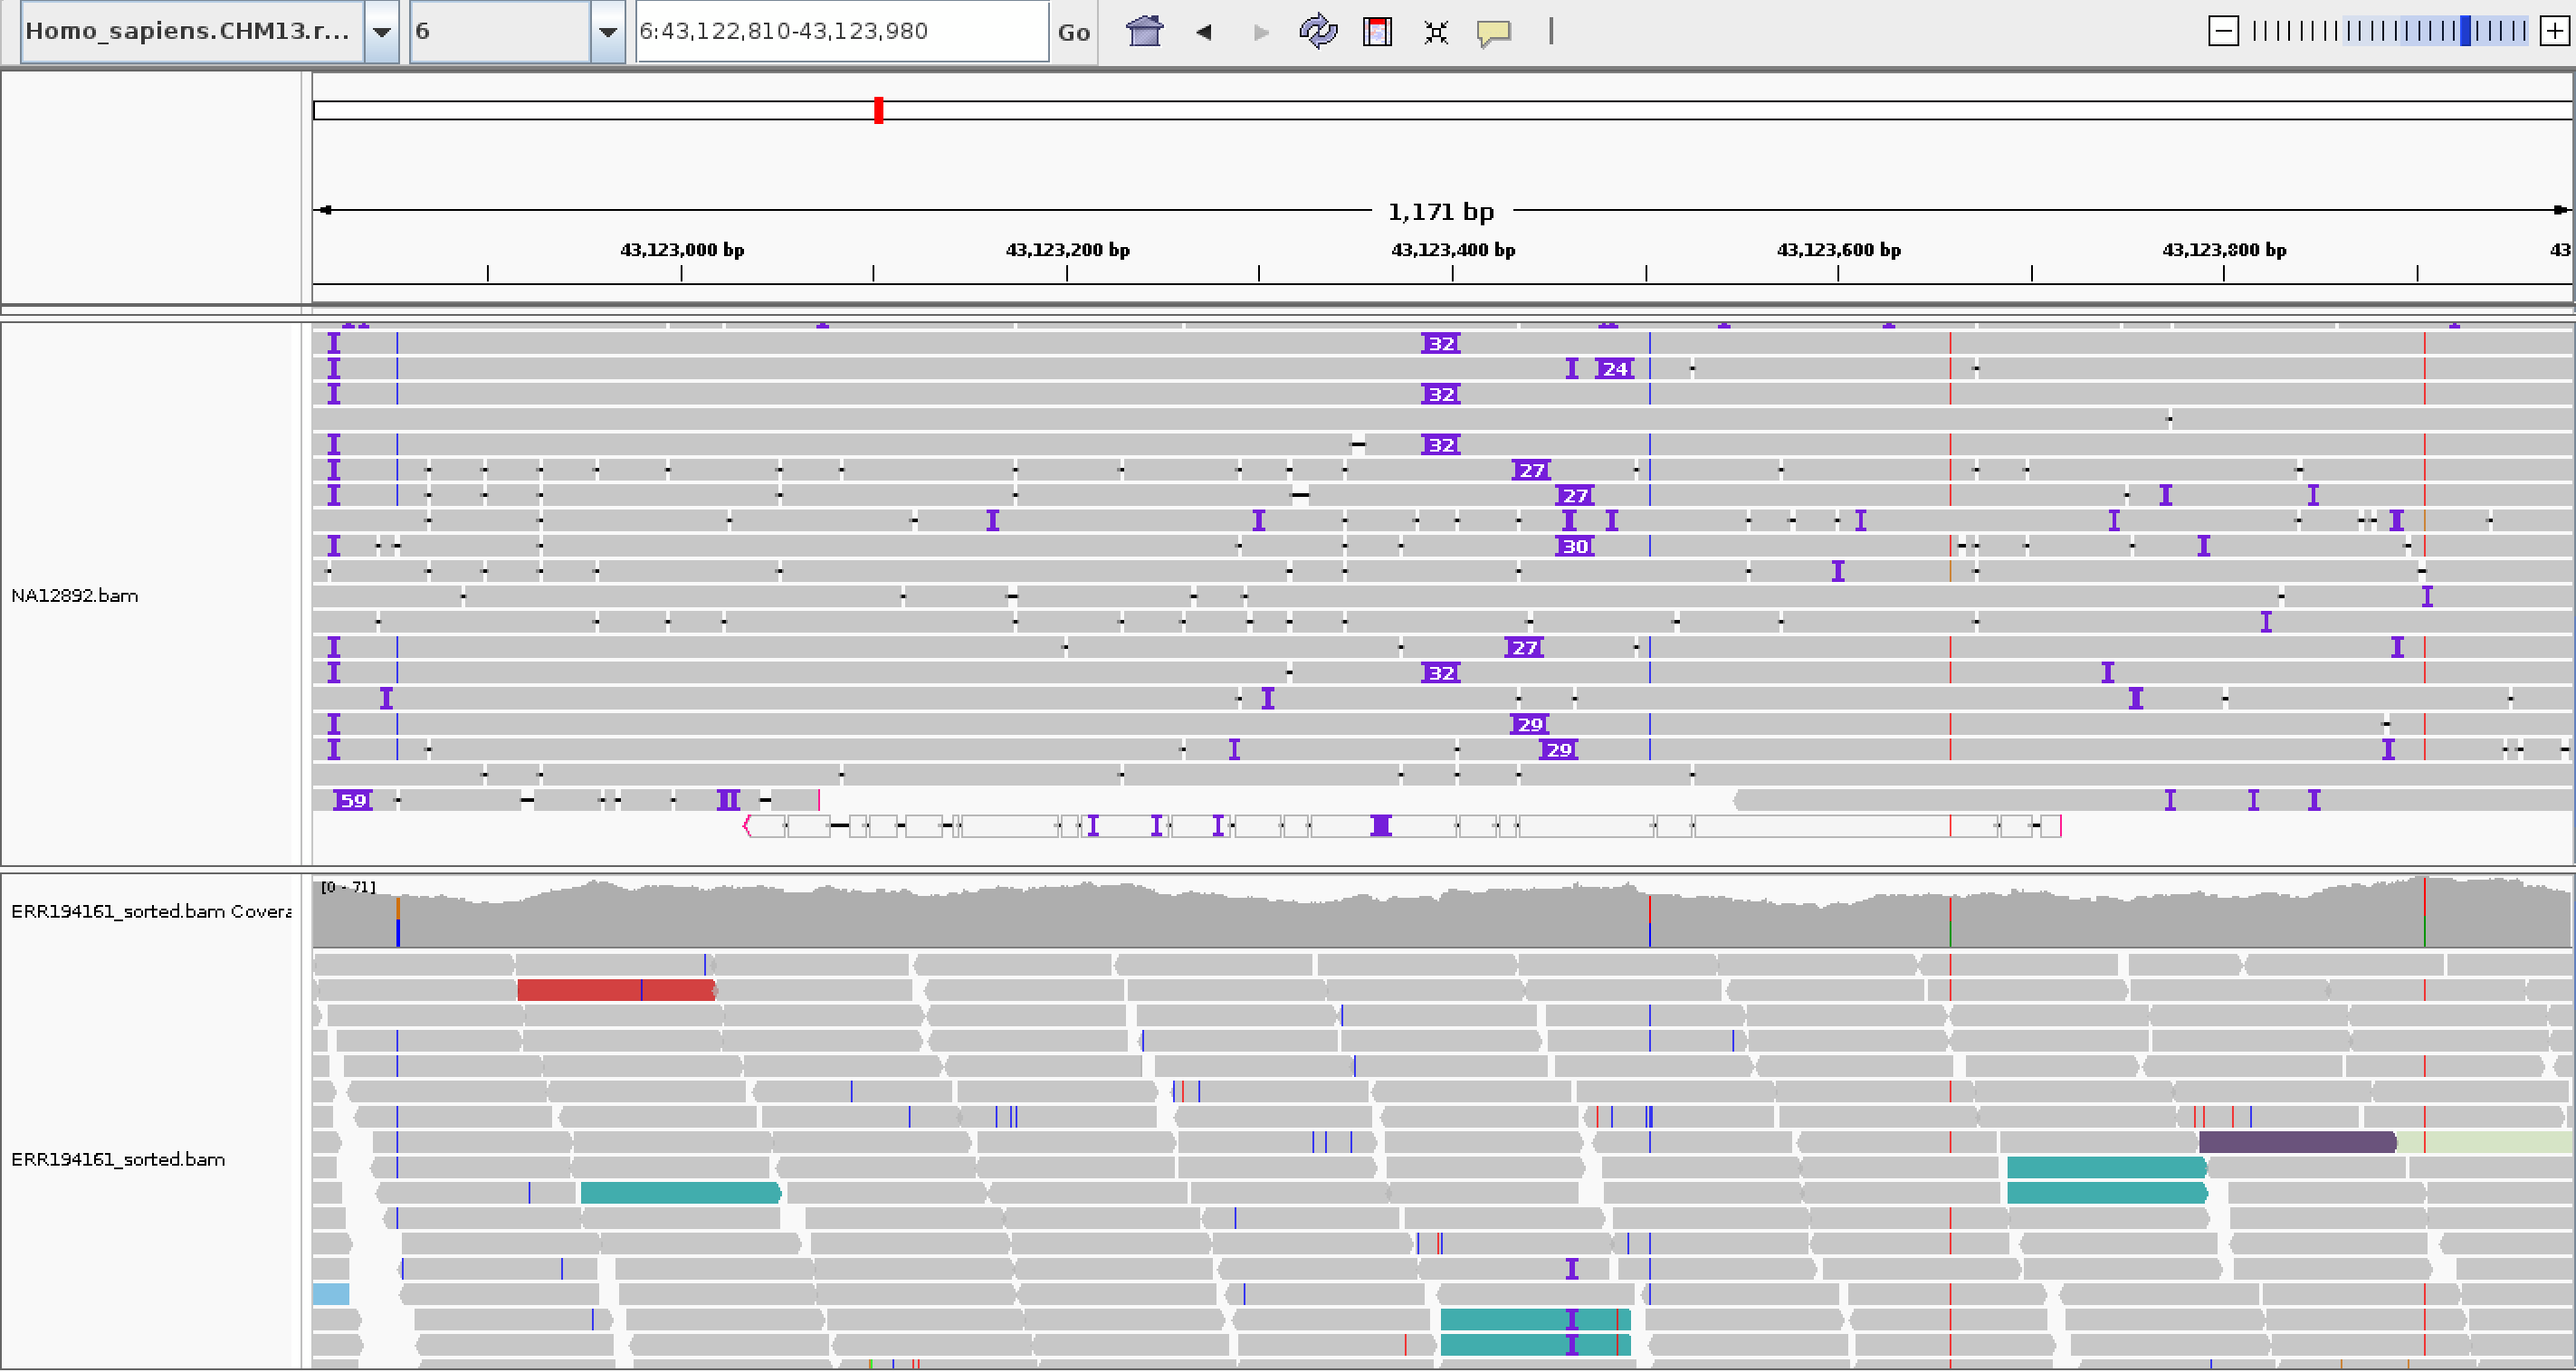 Homo_sapiens.CHM13.r... 6 6:43,122,810-43,123,980 Go
1,171 bp
43,123,000 bp 43,123,200 bp 43,123,400 bp 43,123,600 bp 43,123,800 bp 43
32
24
32
32
27
27
30
NA12892.bam
27
32
29
29
59
[0 - 71]
ERR194161_sorted.bam Covera
ERR194161_sorted.bam